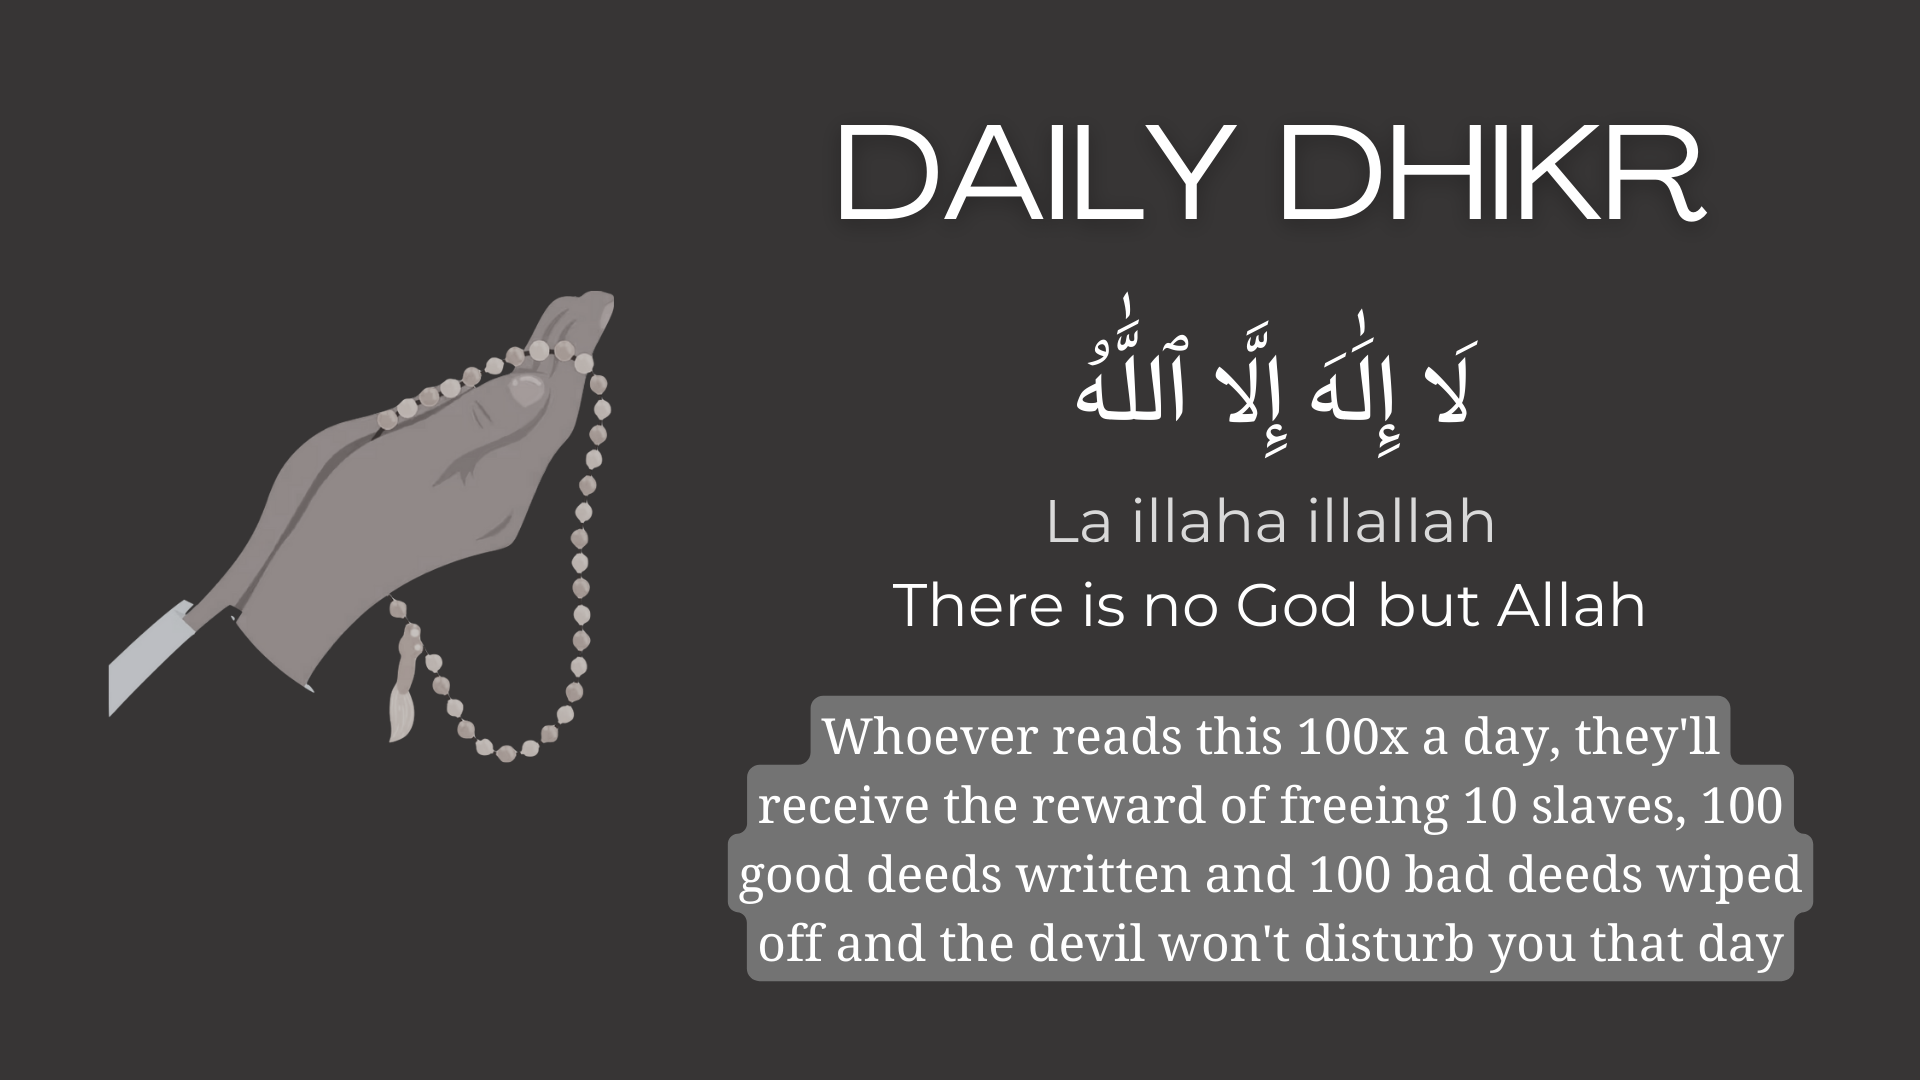 DAILY DHIKR
لَا إِلَٰهَ إِلَّا ٱللَّٰهُ
La illaha illallah
There is no God but Allah
Whoever reads this 100x a day, they'll
receive the reward of freeing 10 slaves, 100
good deeds written and 100 bad deeds wiped
off and the devil won't disturb you that day